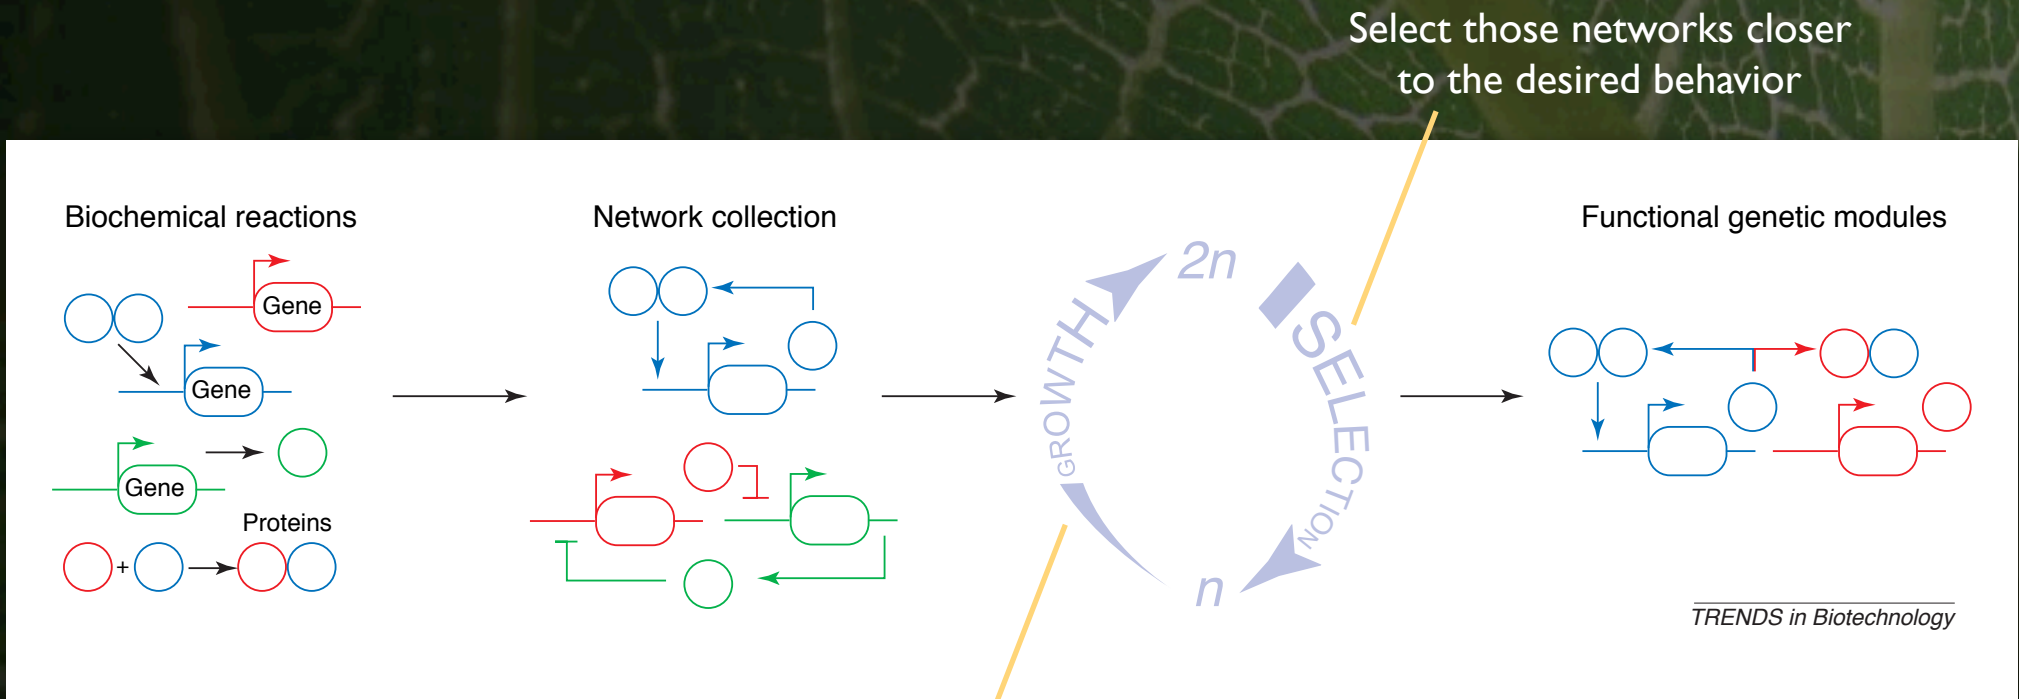 Select those networks closer
to the desired behavior
Biochemical reactions
Network collection
Functional genetic modules
Gene
Gene
Gene
Proteins
+
GROWTH
2n
SELECTION
n
TRENDS in Biotechnology